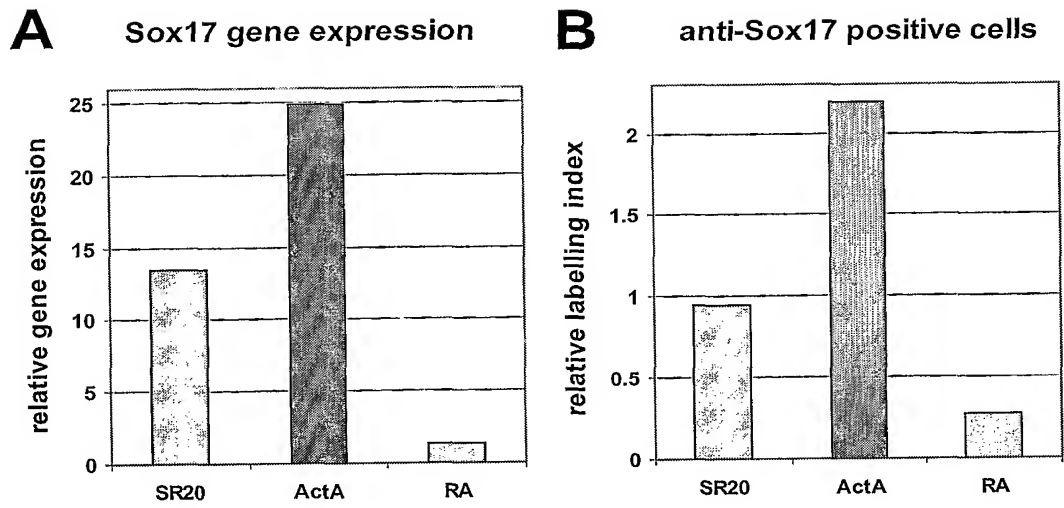 A
Sox17 gene expression
relative gene expression
25
20
15
10
5
0
SR20
ActA
RA
B
anti-Sox17 positive cells
relative labelling index
2
1.5
1
0.5
0
SR20
ActA
RA